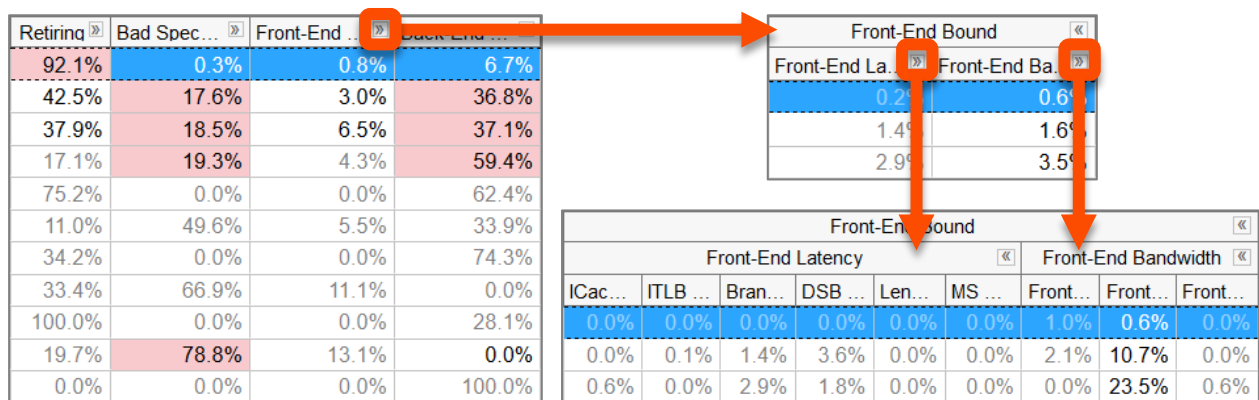 Retiring Bad Spec... Front-End ... Back-End ...
92.1% 0.3% 0.8% 6.7%
42.5% 17.6% 3.0% 36.8%
37.9% 18.5% 6.5% 37.1%
17.1% 19.3% 4.3% 59.4%
75.2% 0.0% 0.0% 62.4%
11.0% 49.6% 5.5% 33.9%
34.2% 0.0% 0.0% 74.3%
33.4% 66.9% 11.1% 0.0%
100.0% 0.0% 0.0% 28.1%
19.7% 78.8% 13.1% 0.0%
0.0% 0.0% 0.0% 100.0%
Front-End Bound
Front-End La... Front-End Ba...
0.2% 0.6%
1.4% 1.6%
2.9% 3.5%
Front-End Bound
Front-End Latency Front-End Bandwidth
ICac... ITLB ... Bran... DSB ... Len... MS ... Front... Front... Front...
0.0% 0.0% 0.0% 0.0% 0.0% 0.0% 1.0% 0.6% 0.0%
0.0% 0.1% 1.4% 3.6% 0.0% 0.0% 2.1% 10.7% 0.0%
0.6% 0.0% 2.9% 1.8% 0.0% 0.0% 0.0% 23.5% 0.6%